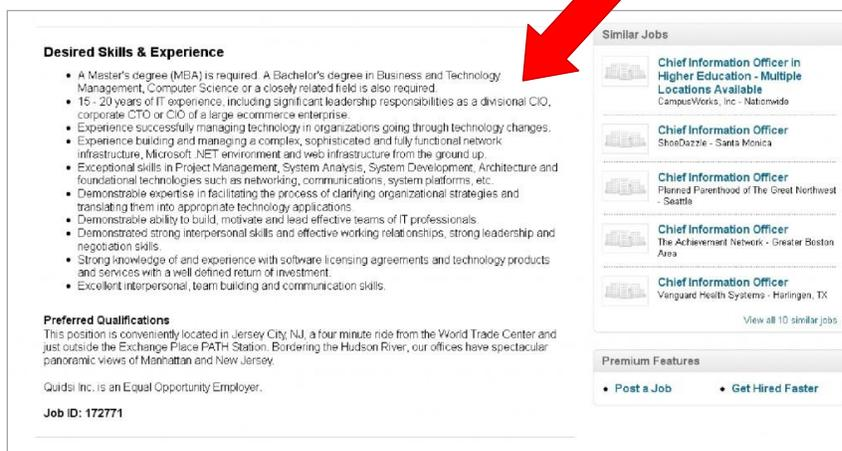 Desired Skills & Experience
• A Master's degree (MBA) is required. A Bachelor's degree in Business and Technology
Management, Computer Science or a closely related field is also required.
• 15 - 20 years of IT experience, including significant leadership responsibilities as a divisional CIO,
corporate CTO or CIO of a large ecommerce enterprise.
• Experience successfully managing technology in organizations going through technology changes.
• Experience building and managing a complex, sophisticated and fully functional network
infrastructure, Microsoft .NET environment and web infrastructure from the ground up.
• Exceptional skills in Project Management, System Analysis, System Development, Architecture and
foundational technologies such as networking, communications, system platforms, etc.
• Demonstrable expertise in facilitating the process of clarifying organizational strategies and
translating them into appropriate technology applications.
• Demonstrable ability to build, motivate and lead effective teams of IT professionals.
• Demonstrated strong interpersonal skills and effective working relationships, strong leadership and
negotiation skills.
• Strong knowledge of and experience with software licensing agreements and technology products
and services with a well defined return of investment.
• Excellent interpersonal, team building and communication skills.
Preferred Qualifications
This position is conveniently located in Jersey City, NJ, a four minute ride from the World Trade Center and
just outside the Exchange Place PATH Station. Bordering the Hudson River, our offices have spectacular
panoramic views of Manhattan and New Jersey.
Quidsi Inc. is an Equal Opportunity Employer.
Job ID: 172771
Similar Jobs
Chief Information Officer in
Higher Education - Multiple
Locations Available
CampusWorks, Inc - Nationwide
Chief Information Officer
ShoeDazzle - Santa Monica
Chief Information Officer
Planned Parenthood of The Great Northwest
- Seattle
Chief Information Officer
The Achievement Network - Greater Boston
Area
Chief Information Officer
Vanguard Health Systems - Harlingen, TX
View all 10 similar jobs
Premium Features
• Post a Job
• Get Hired Faster